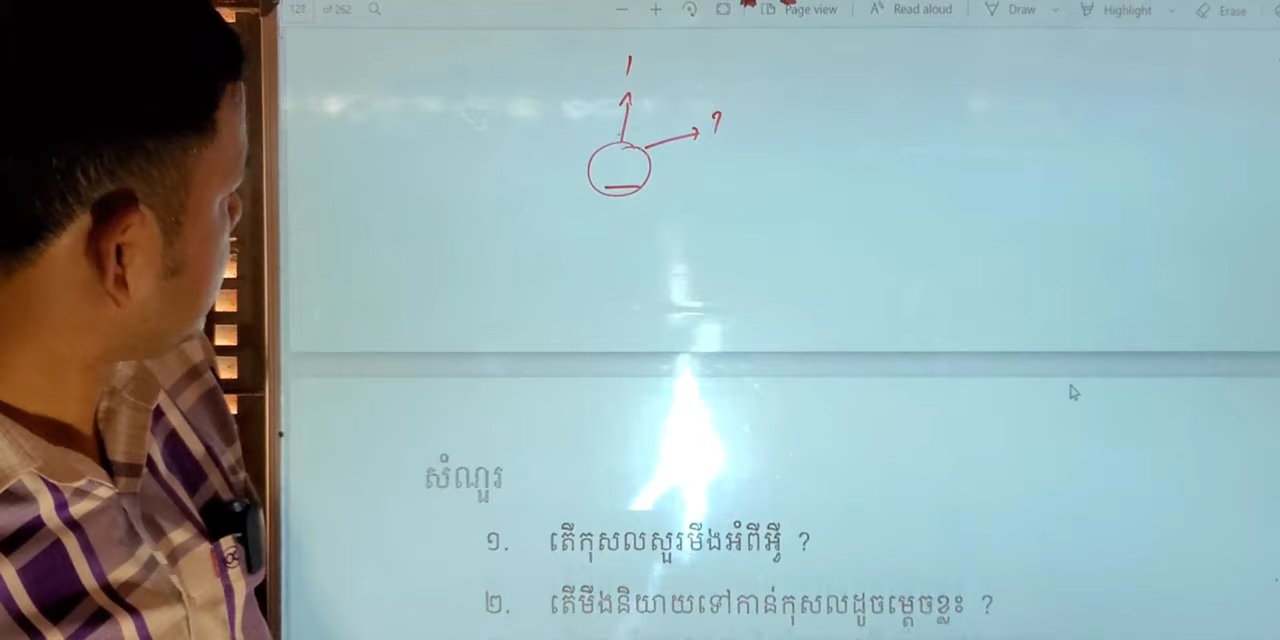 127 of 262 Page view Read aloud Draw Highlight Erase
សំណួរ
១. តើកុសលសួរមីងអំពីអ្វី ?
២. តើមីងនិយាយទៅកាន់កុសលដូចម្ដេចខ្លះ ?